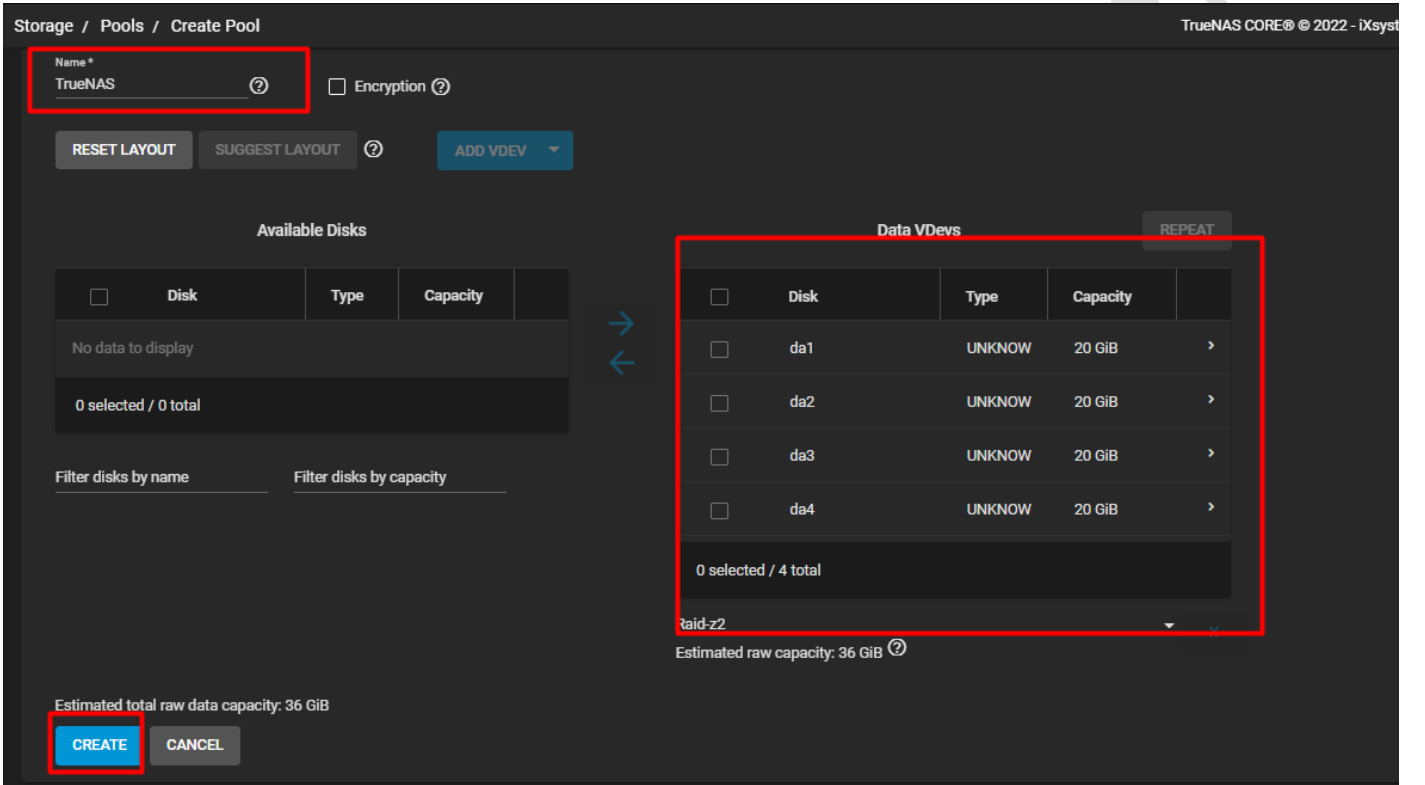 Storage / Pools / Create Pool
TrueNAS CORE® © 2022 - iXsyst
Name *
TrueNAS
Encryption
RESET LAYOUT
SUGGEST LAYOUT
ADD VDEV
Available Disks
Disk Type Capacity
No data to display
0 selected / 0 total
Filter disks by name
Filter disks by capacity
Data VDevs
REPEAT
Disk Type Capacity
da1 UNKNOW 20 GiB
da2 UNKNOW 20 GiB
da3 UNKNOW 20 GiB
da4 UNKNOW 20 GiB
0 selected / 4 total
Raid-z2
X
Estimated raw capacity: 36 GiB
Estimated total raw data capacity: 36 GiB
CREATE
CANCEL